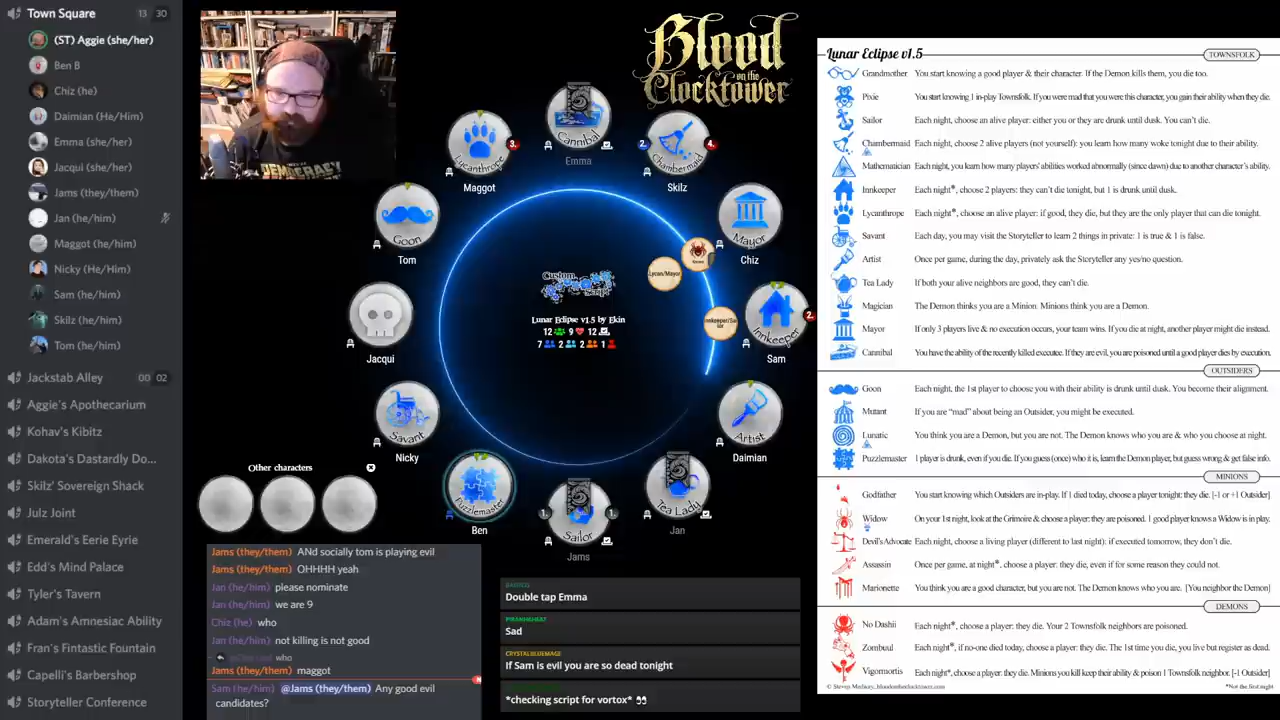 Town Square
13 30
(ST) Aggie (she/her)
Ben B
Chiz (he)
Daimian (He/Him)
Emma (she/her)
Jacqui (she/her)
Jams (they/them)
Jan (he/him)
Maggot (he/him)
Nicky (He/Him)
Sam (he/him)
Skilz (he/him)
Tom (he/him)
Jackstab Alley
00 02
Aggie's Apothecarium
Kohav's Kibitz
Dakota's Dastardly Do...
Skilz' Sovereign Shack
Julz Joint
Emerald's Eerie Eyrie
Edd's Mind Palace
Tyler's Tavern
Adam's Amnesiac Ability
Fran's Frantic Fountain
Capelli's Carp Shop
Storyteller Conference
Blood
on the
Clocktower
Cannibal
Emma
Lycanthrope
3.
Maggot
2.
Chambermaid
4.
Skilz
Goon
Tom
Mayor
Chiz
Lycan/Mayor
Jacqui
Innkeeper
2.
Sam
Savant
Nicky
Artist
Daimian
Puzzlemaster
Ben
1.
Sailor
1.
Jams
Tea Lady
Jan
Custom
Script
Lunar Eclipse v1.5 by Ekin
12 9 12
7 2 2 1
Other characters
Jams (they/them) ANd socially tom is playing evil
Jams (they/them) OHHHH yeah
Jan (he/him) please nominate
Jan (he/him) we are 9
Chiz (he) who
Jan (he/him) not killing is not good
who
Jams (they/them) maggot
Sam (he/him) @Jams (they/them) Any good evil
candidates?
Double tap Emma
Sad
If Sam is evil you are so dead tonight
*checking script for vortox* 👀
Lunar Eclipse v1.5
TOWNSFOLK
Grandmother You start knowing a good player & their character. If the Demon kills them, you die too.
Pixie You start knowing 1 in-play Townsfolk. If you were mad that you were this character, you gain their ability when they die.
Sailor Each night, choose an alive player: either you or they are drunk until dusk. You can't die.
Chambermaid Each night, choose 2 alive players (not yourself): you learn how many woke tonight due to their ability.
Mathematician Each night, you learn how many players' abilities worked abnormally (since dawn) due to another character's ability.
Innkeeper Each night*, choose 2 players: they can't die tonight, but 1 is drunk until dusk.
Lycanthrope Each night*, choose an alive player: if good, they die, but they are the only player that can die tonight.
Savant Each day, you may visit the Storyteller to learn 2 things in private: 1 is true & 1 is false.
Artist Once per game, during the day, privately ask the Storyteller any yes/no question.
Tea Lady If both your alive neighbors are good, they can't die.
Magician The Demon thinks you are a Minion. Minions think you are a Demon.
Mayor If only 3 players live & no execution occurs, your team wins. If you die at night, another player might die instead.
Cannibal You have the ability of the recently killed executee. If they are evil, you are poisoned until a good player dies by execution.
OUTSIDERS
Goon Each night, the 1st player to choose you with their ability is drunk until dusk. You become their alignment.
Mutant If you are "mad" about being an Outsider, you might be executed.
Lunatic You think you are a Demon, but you are not. The Demon knows who you are & who you choose at night.
Puzzlemaster 1 player is drunk, even if you die. If you guess (once) who it is, learn the Demon player, but guess wrong & get false info.
MINIONS
Godfather You start knowing which Outsiders are in-play. If 1 died today, choose a player tonight: they die. [-1 or +1 Outsider]
Widow On your 1st night, look at the Grimoire & choose a player: they are poisoned. 1 good player knows a Widow is in play.
Devil's Advocate Each night, choose a living player (different to last night): if executed tomorrow, they don't die.
Assassin Once per game, at night*, choose a player: they die, even if for some reason they could not.
Marionette You think you are a good character, but you are not. The Demon knows who you are. [You neighbor the Demon]
DEMONS
No Dashii Each night*, choose a player: they die. Your 2 Townsfolk neighbors are poisoned.
Zombuul Each night*, if no-one died today, choose a player: they die. The 1st time you die, you live but register as dead.
Vigormortis Each night*, choose a player: they die. Minions you kill keep their ability & poison 1 Townsfolk neighbor. [-1 Outsider]
*Not the first night